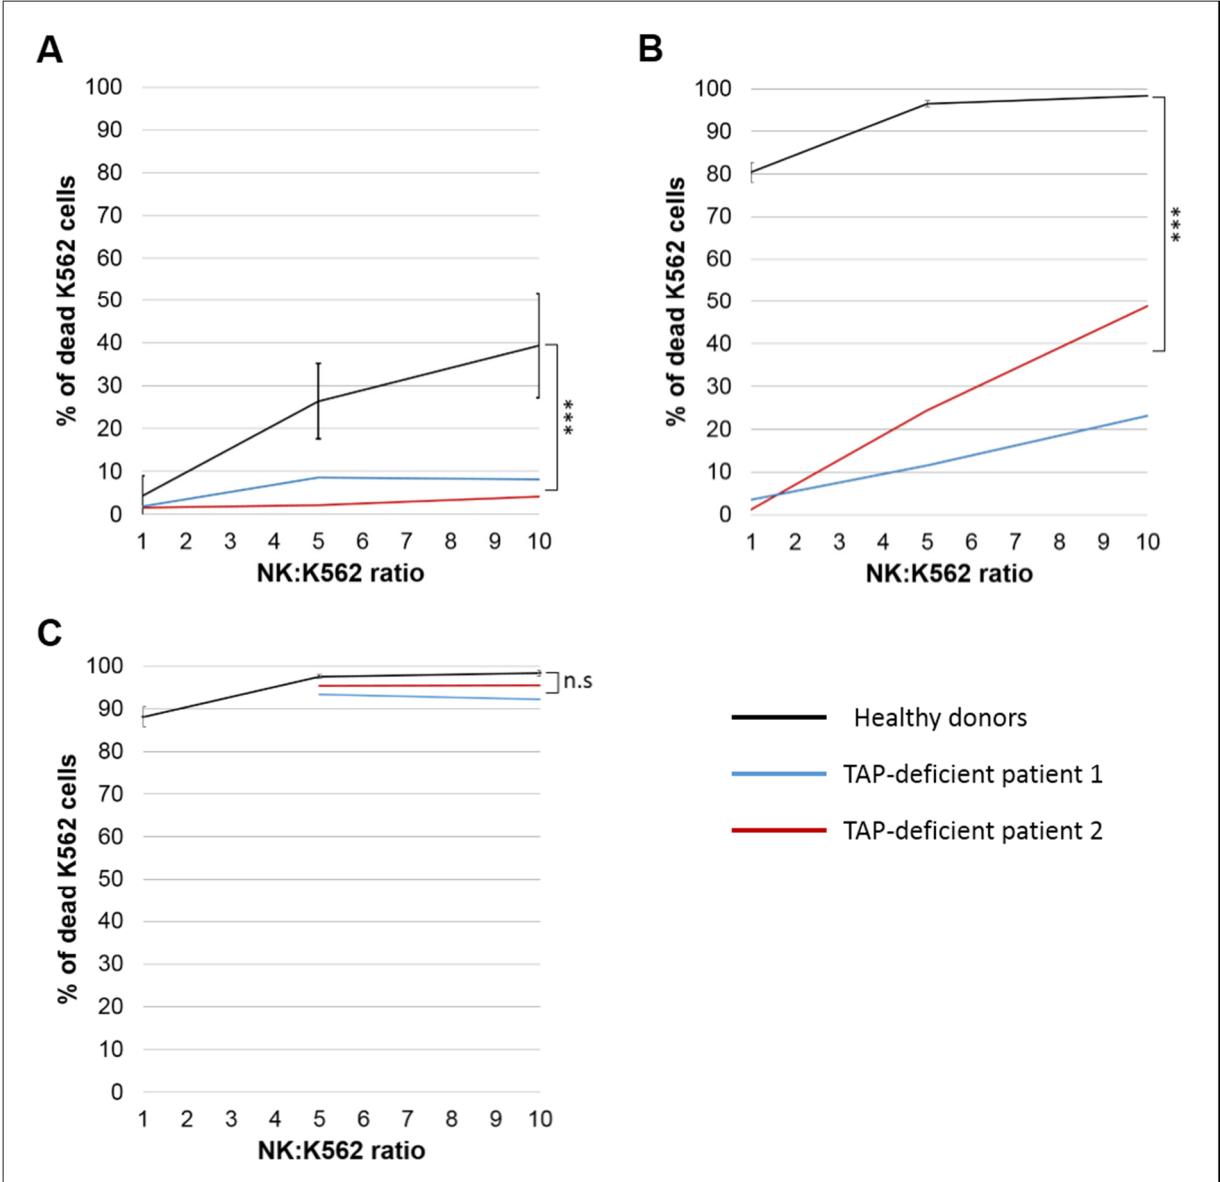 A
100
90
80
70
60
50
40
30
20
10
0
% of dead K562 cells
***
1 2 3 4 5 6 7 8 9 10
NK:K562 ratio
B
100
90
80
70
60
50
40
30
20
10
0
% of dead K562 cells
***
1 2 3 4 5 6 7 8 9 10
NK:K562 ratio
C
100
90
80
70
60
50
40
30
20
10
0
% of dead K562 cells
n.s
1 2 3 4 5 6 7 8 9 10
NK:K562 ratio
Healthy donors
TAP-deficient patient 1
TAP-deficient patient 2